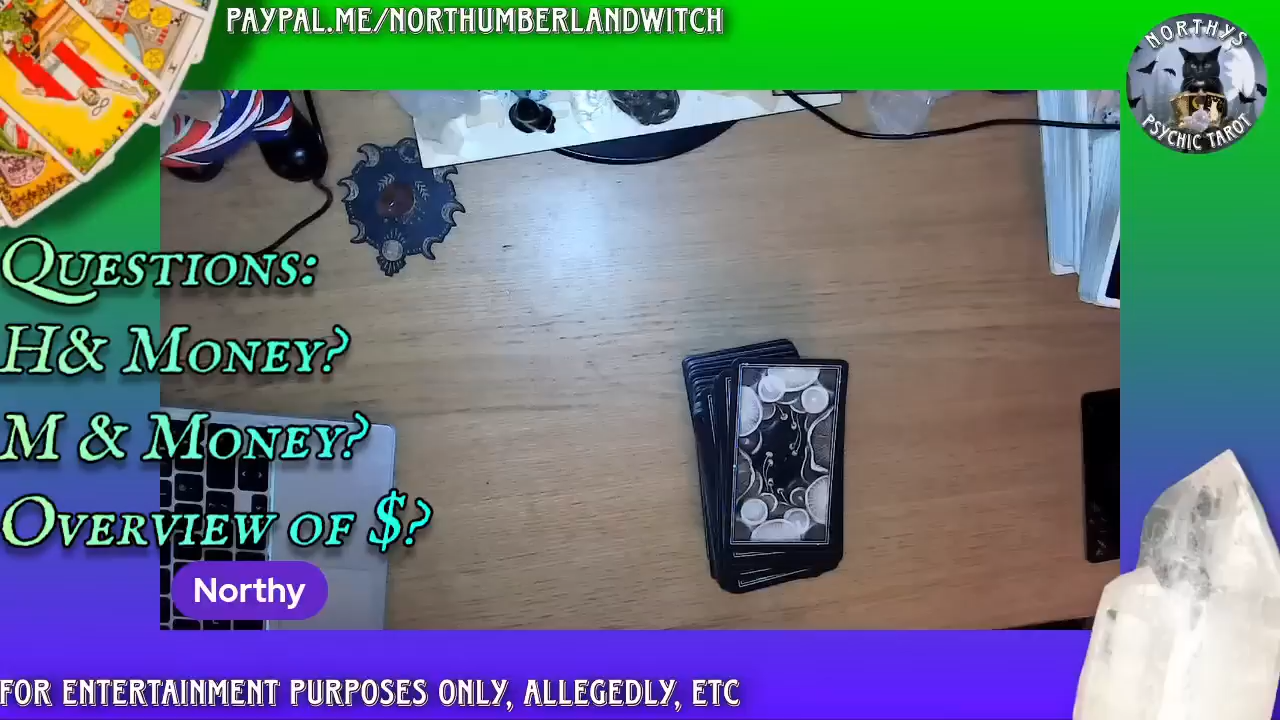 PAYPAL.ME/NORTHUMBERLANDWITCH
NORTHYS
PSYCHIC TAROT
QUESTIONS:
H& MONEY?
M & MONEY?
OVERVIEW OF $?
Northy
FOR ENTERTAINMENT PURPOSES ONLY, ALLEGEDLY, ETC